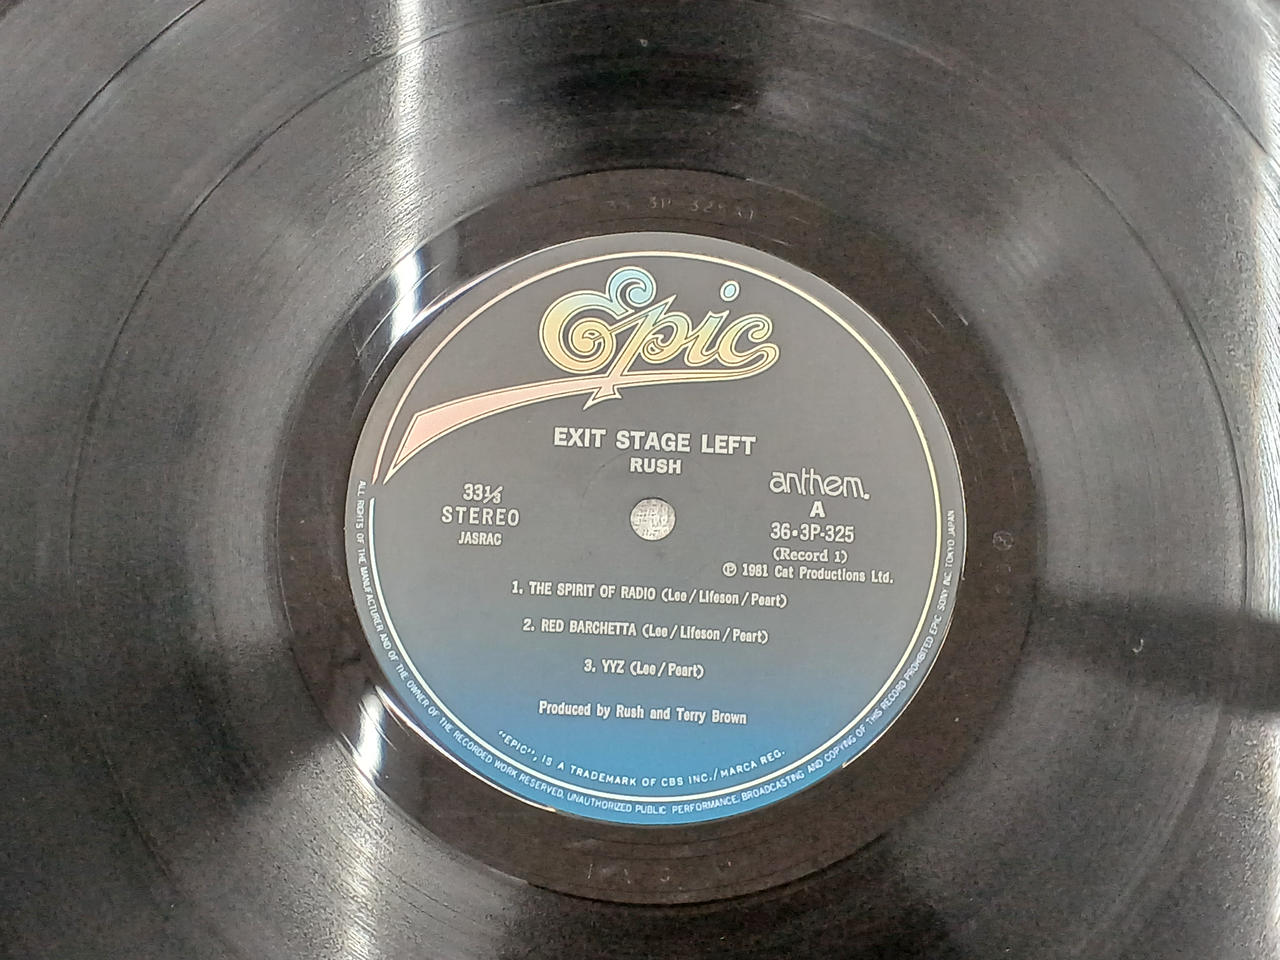 Epic
EXIT STAGE LEFT
RUSH
33⅓
STEREO
JASRAC
anthem.
A
36•3P-325
(Record 1)
Ⓟ 1981 Cat Productions Ltd.
1. THE SPIRIT OF RADIO (Lee / Lifeson / Peart)
2. RED BARCHETTA (Lee / Lifeson / Peart)
3. YYZ (Lee / Peart)
Produced by Rush and Terry Brown
"EPIC", IS A TRADEMARK OF CBS INC./MARCA REG.
ALL RIGHTS OF THE MANUFACTURER AND OF THE OWNER OF THE RECORDED WORK RESERVED, UNAUTHORIZED PUBLIC PERFORMANCE, BROADCASTING AND COPYING OF THIS RECORD PROHIBITED EPIC SONY INC. TOKYO JAPAN